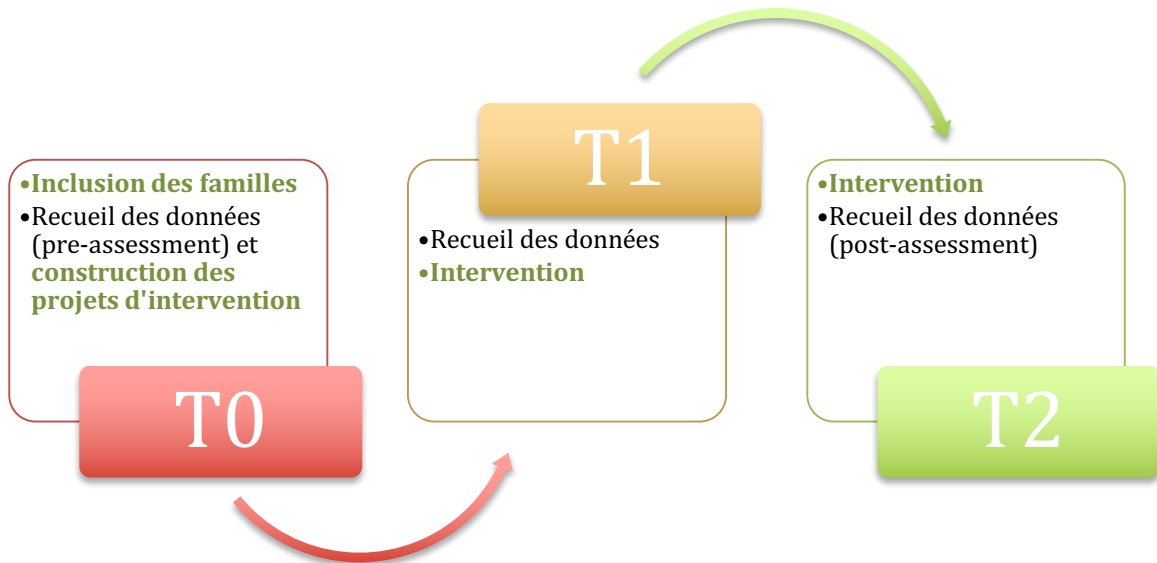 •Inclusion des familles
•Recueil des données
(pre-assessment) et
construction des
projets d'intervention
T0
T1
•Recueil des données
•Intervention
•Intervention
•Recueil des données
(post-assessment)
T2